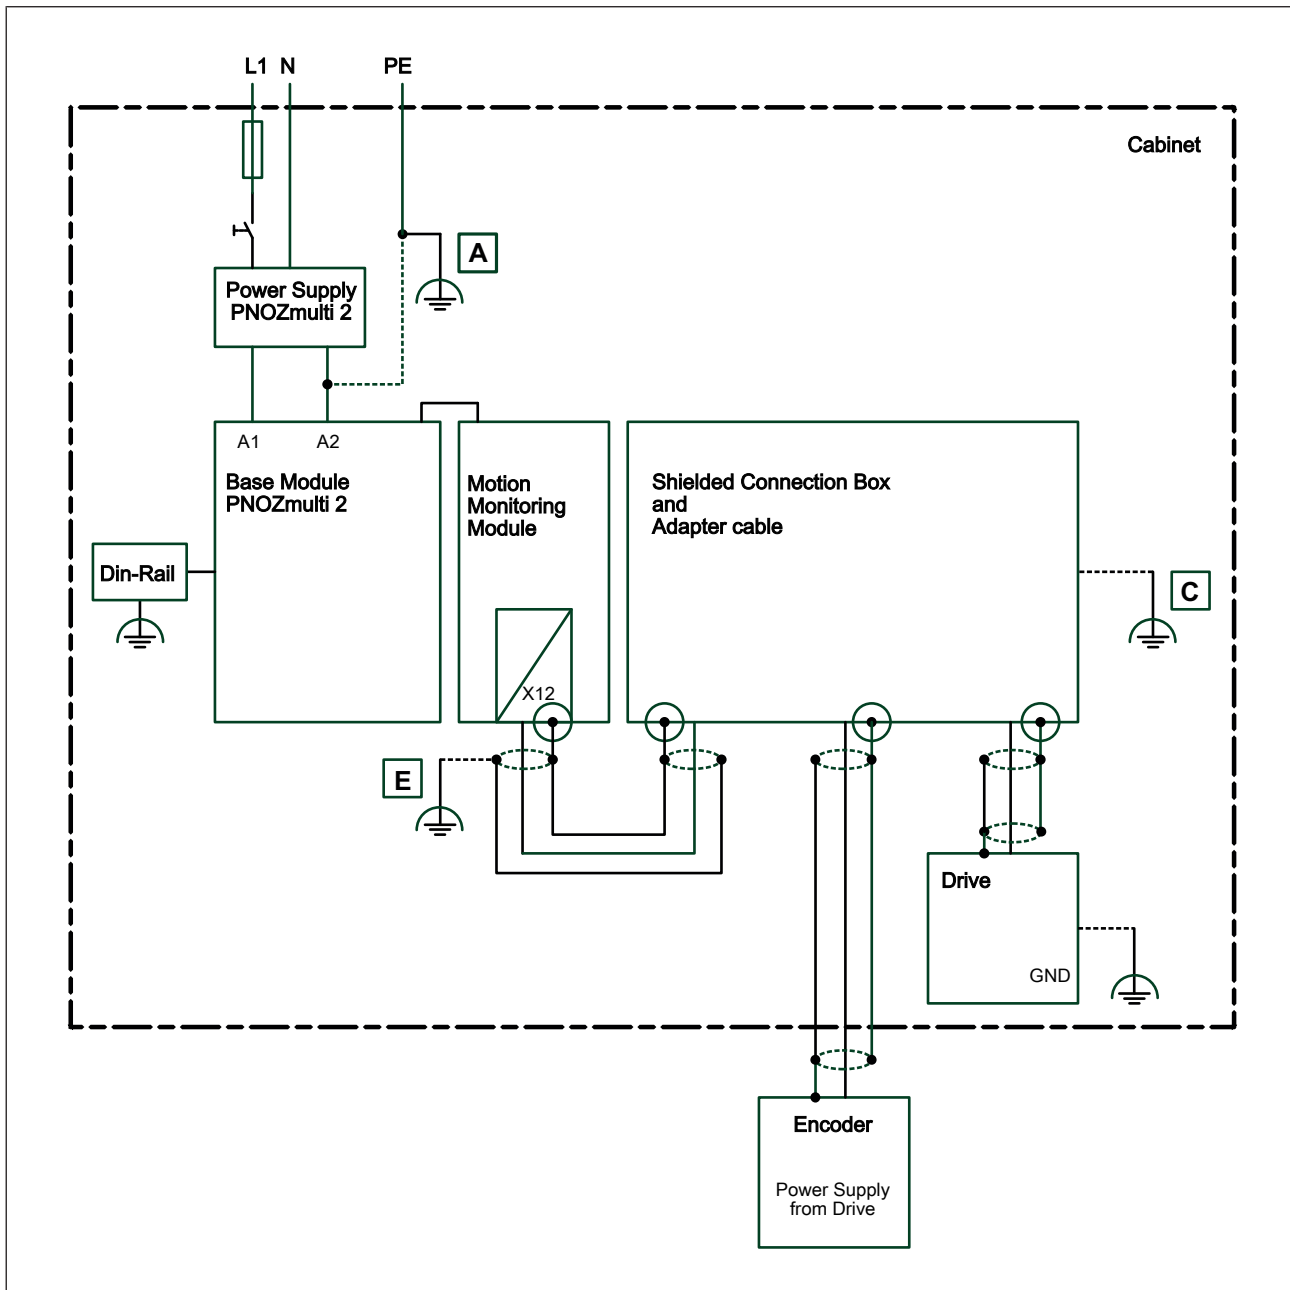 L1 N PE
Cabinet
A
Power Supply
PNOZmulti 2
A1 A2
Base Module
PNOZmulti 2
Motion
Monitoring
Module
Shielded Connection Box
and
Adapter cable
Din-Rail
C
X12
E
Drive
GND
Encoder
Power Supply
from Drive